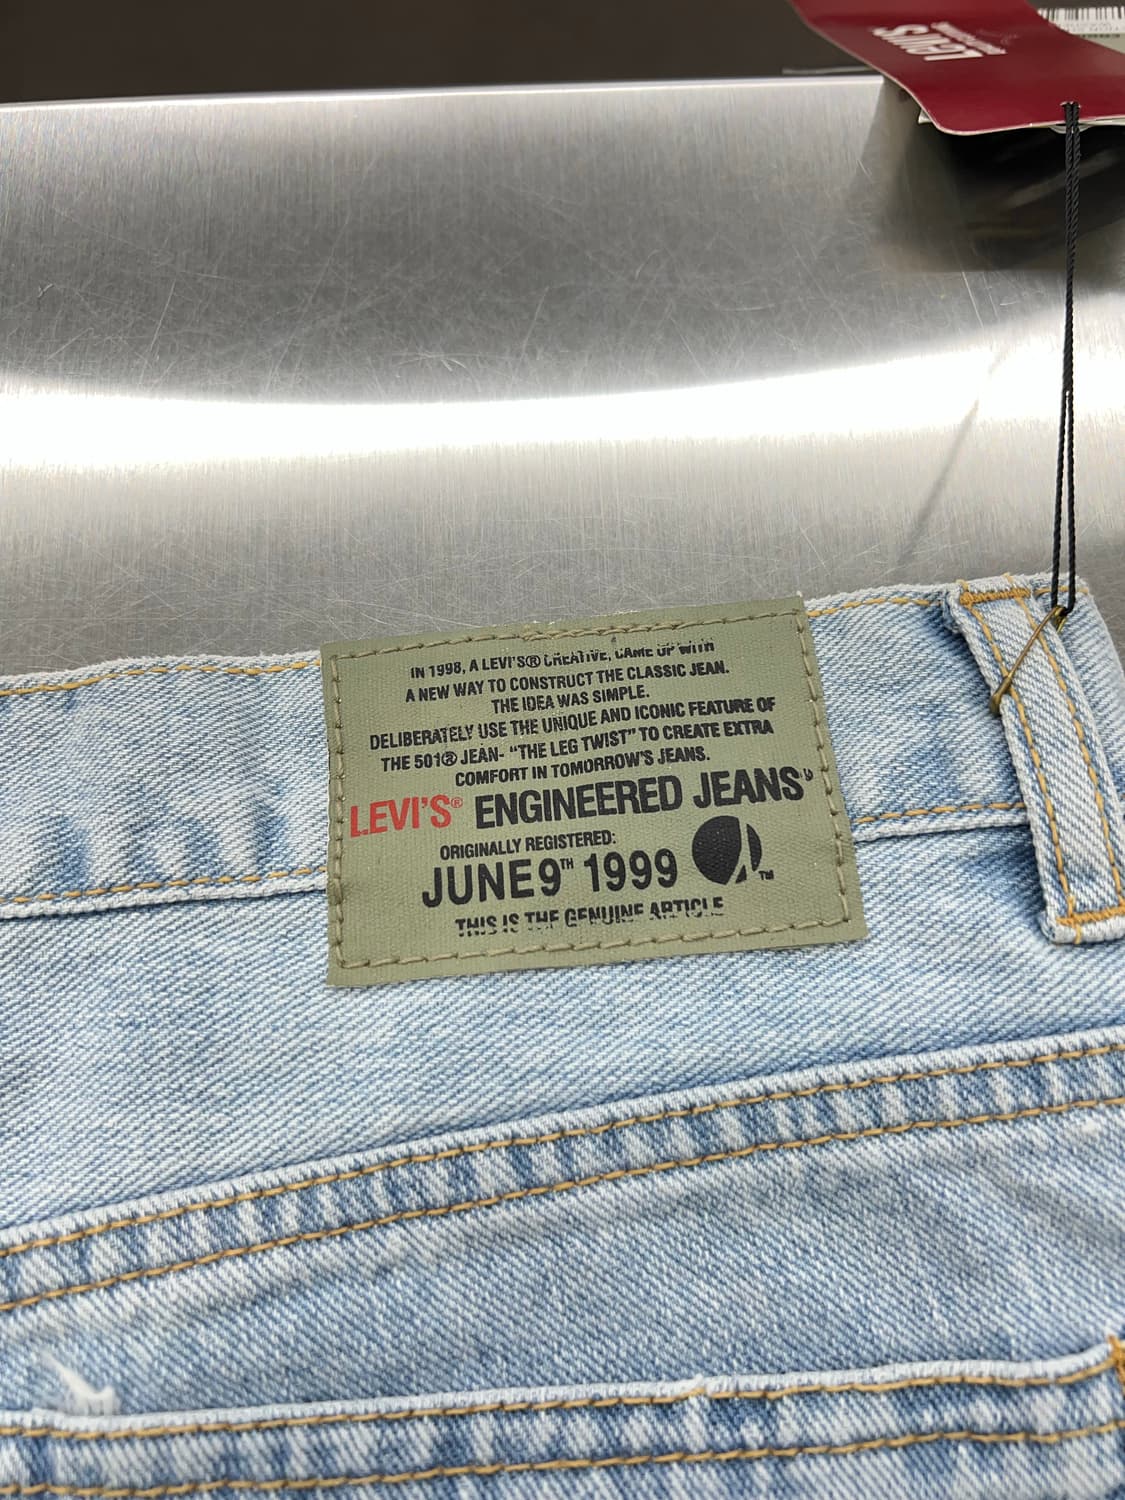 LEVI'S
IN 1998, A LEVI'S® CREATIVE, CAME UP WITH
A NEW WAY TO CONSTRUCT THE CLASSIC JEAN.
THE IDEA WAS SIMPLE.
DELIBERATELY USE THE UNIQUE AND ICONIC FEATURE OF
THE 501® JEAN- “THE LEG TWIST” TO CREATE EXTRA
COMFORT IN TOMORROW'S JEANS.
LEVI'S® ENGINEERED JEANS®
ORIGINALLY REGISTERED:
JUNE 9TH 1999
TM
THIS IS THE GENUINE ARTICLE